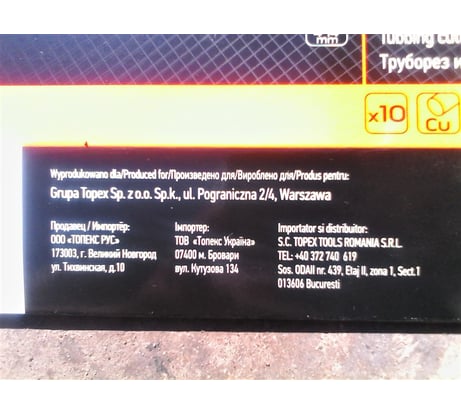 mm
Tubbing cu
Труборез и
x10
Cu
Wyprodukowano dla/Produced for/Произведено для/Вироблено для/Produs pentru:
Grupa Topex Sp. z o.o. Sp.k., ul. Pograniczna 2/4, Warszawa
Продавец / Импортёр:
ООО «ТОПЕКС РУС»
173003, г. Великий Новгород
ул. Тихвинская, д.10
Імпортер:
ТОВ «Топекс Україна»
07400 м. Бровари
вул. Кутузова 134
Importator si distribuitor:
S.C. TOPEX TOOLS ROMANIA S.R.L.
TEL: +40 372 740 619
Sos. ODAII nr. 439, Etaj II, zona 1, Sect.1
013606 Bucuresti